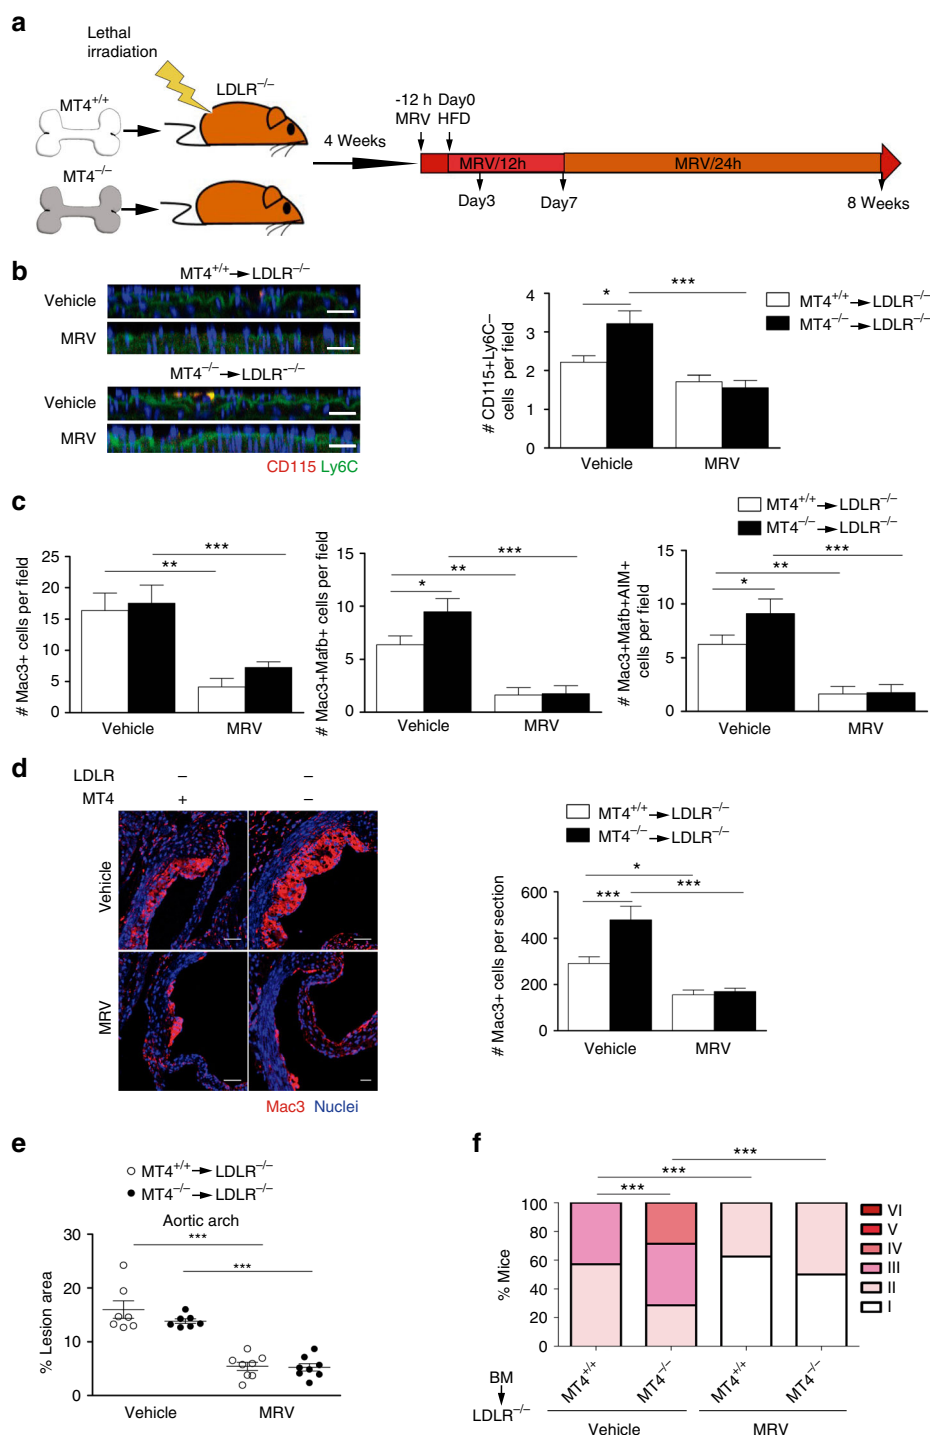 a
Lethal
irradiation
LDLR−/−
MT4+/+
MT4−/−
4 Weeks
-12 h Day0
MRV HFD
MRV/12h
MRV/24h
Day3
Day7
8 Weeks
b
MT4+/+ → LDLR−/−
Vehicle
MRV
MT4−/− → LDLR−/−
Vehicle
MRV
CD115 Ly6C
# CD115+Ly6C−
cells per field
4
3
2
1
0
* ***
Vehicle MRV
MT4+/+ → LDLR−/−
MT4−/− → LDLR−/−
c
MT4+/+ → LDLR−/−
MT4−/− → LDLR−/−
# Mac3+ cells per field
25
20
15
10
5
0
***
**
Vehicle MRV
# Mac3+Mafb+ cells per field
15
10
5
0
***
**
*
Vehicle MRV
# Mac3+Mafb+AIM+
cells per field
15
10
5
0
***
**
*
Vehicle MRV
d
LDLR − −
MT4 + −
Vehicle
MRV
Mac3 Nuclei
MT4+/+ → LDLR−/−
MT4−/− → LDLR−/−
# Mac3+ cells per section
600
400
200
0
*
***
***
Vehicle MRV
e
MT4+/+ → LDLR−/−
MT4−/− → LDLR−/−
Aortic arch
% Lesion area
30
20
10
0
***
***
Vehicle MRV
f
***
***
***
% Mice
100
80
60
40
20
0
VI
V
IV
III
II
I
BM
LDLR−/−
MT4+/+ MT4−/− MT4+/+ MT4−/−
Vehicle MRV